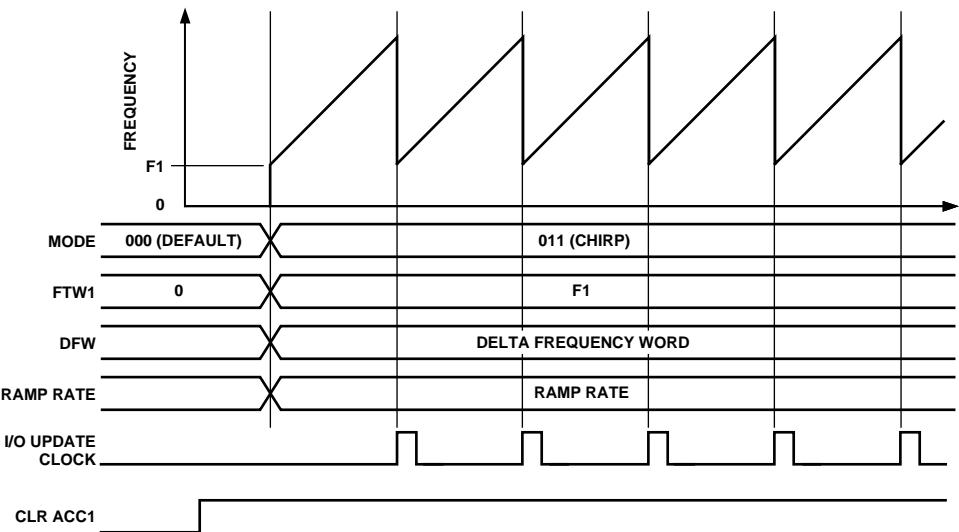 FREQUENCY
F1
0
MODE
000 (DEFAULT)
011 (CHIRP)
FTW1
0
F1
DFW
DELTA FREQUENCY WORD
RAMP RATE
RAMP RATE
I/O UPDATE
CLOCK
CLR ACC1